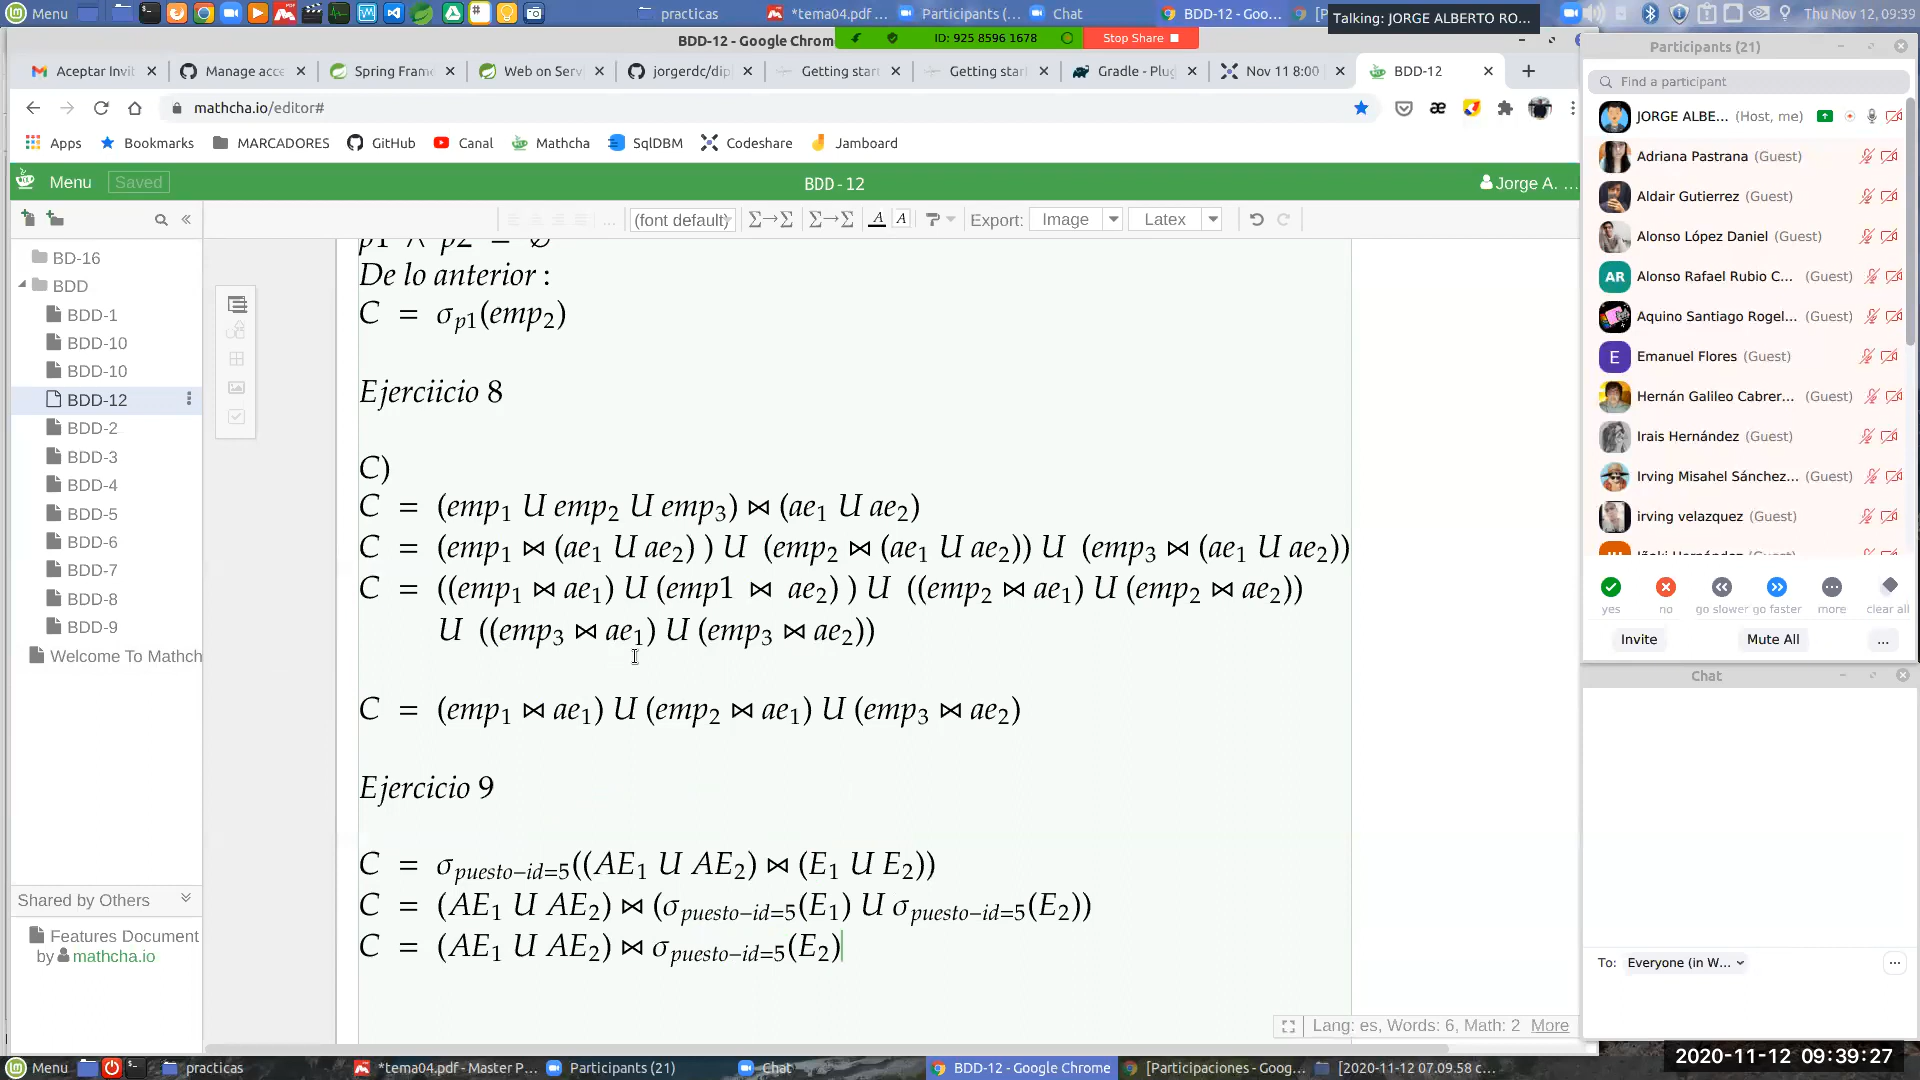 Menu
practicas
*tema04.pdf ...
Participants (...
Chat
BDD-12 - Goo...
Talking: JORGE ALBERTO RO...
Thu Nov 12, 09:39
BDD-12 - Google Chrome
ID: 925 8596 1678
Stop Share
Participants (21)
Aceptar Invit
Manage acce
Spring Frame
Web on Serv
jorgerdc/dip
Getting start
Getting start
Gradle - Plug
Nov 11 8:00
BDD-12
Find a participant
mathcha.io/editor#
Apps
Bookmarks
MARCADORES
GitHub
Canal
Mathcha
SqlDBM
Codeshare
Jamboard
Menu
Saved
BDD - 12
Jorge A. ...
(font default)
Σ→Σ
Σ→Σ
A
A
Export:
Image
Latex
BD-16
BDD
BDD-1
BDD-10
BDD-10
BDD-12
BDD-2
BDD-3
BDD-4
BDD-5
BDD-6
BDD-7
BDD-8
BDD-9
Welcome To Mathch
Shared by Others
Features Document
by mathcha.io
p1 ∧ p2 = ∅
De lo anterior :
C = σp1(emp2)
Ejerciicio 8
C)
C = (emp1 U emp2 U emp3) ⋈ (ae1 U ae2)
C = (emp1 ⋈ (ae1 U ae2) ) U (emp2 ⋈ (ae1 U ae2)) U (emp3 ⋈ (ae1 U ae2))
C = ((emp1 ⋈ ae1) U (emp1 ⋈ ae2) ) U ((emp2 ⋈ ae1) U (emp2 ⋈ ae2))
U ((emp3 ⋈ ae1) U (emp3 ⋈ ae2))
C = (emp1 ⋈ ae1) U (emp2 ⋈ ae1) U (emp3 ⋈ ae2)
Ejercicio 9
C = σpuesto−id=5((AE1 U AE2) ⋈ (E1 U E2))
C = (AE1 U AE2) ⋈ (σpuesto−id=5(E1) U σpuesto−id=5(E2))
C = (AE1 U AE2) ⋈ σpuesto−id=5(E2)
Lang: es, Words: 6, Math: 2 More
JORGE ALBE... (Host, me)
Adriana Pastrana (Guest)
Aldair Gutierrez (Guest)
Alonso López Daniel (Guest)
AR Alonso Rafael Rubio C... (Guest)
Aquino Santiago Rogel... (Guest)
E Emanuel Flores (Guest)
Hernán Galileo Cabrer... (Guest)
Irais Hernández (Guest)
Irving Misahel Sánchez... (Guest)
irving velazquez (Guest)
Iñaki Hernández (Guest)
yes
no
go slower
go faster
more
clear all
Invite
Mute All
...
Chat
To: Everyone (in W...
2020-11-12 09:39:27
Menu
practicas
*tema04.pdf - Master P...
Participants (21)
Chat
BDD-12 - Google Chrome
[Participaciones - Goog...
[2020-11-12 07.09.58 c...